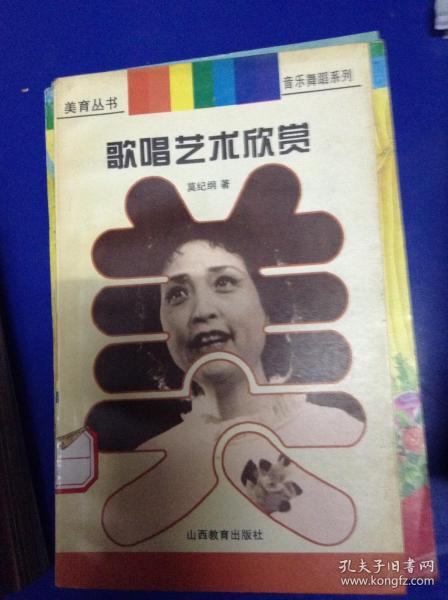 美育丛书
音乐舞蹈系列
歌唱艺术欣赏
莫纪纲 著
美
山西教育出版社
孔夫子旧书网
www.kongfz.com